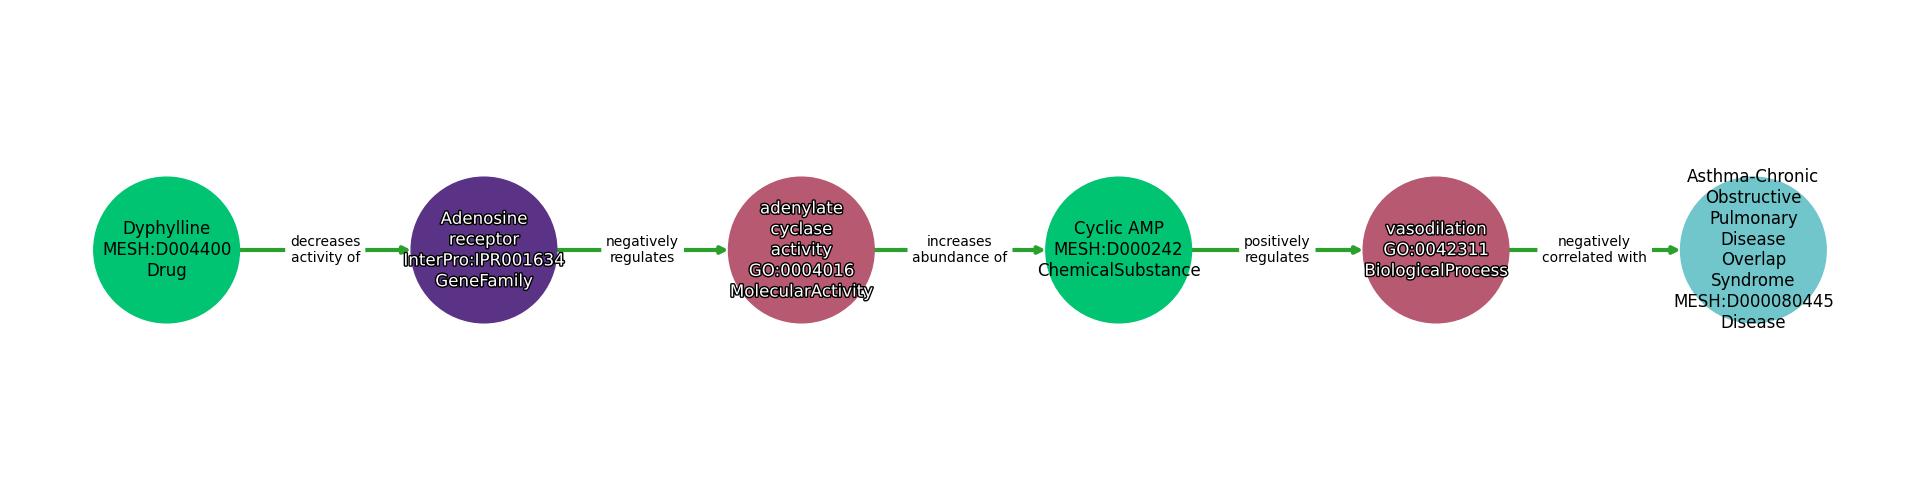 Dyphylline
MESH:D004400
Drug
decreases
activity of
Adenosine
receptor
InterPro:IPR001634
GeneFamily
negatively
regulates
adenylate
cyclase
activity
GO:0004016
MolecularActivity
increases
abundance of
Cyclic AMP
MESH:D000242
ChemicalSubstance
positively
regulates
vasodilation
GO:0042311
BiologicalProcess
negatively
correlated with
Asthma-Chronic
Obstructive
Pulmonary
Disease
Overlap
Syndrome
MESH:D000080445
Disease